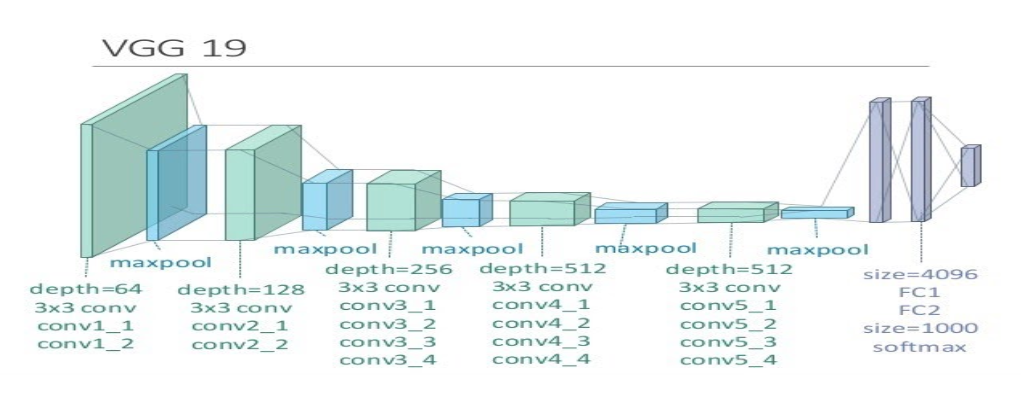 VGG 19
maxpool
depth=64
3x3 conv
conv1_1
conv1_2
depth=128
3x3 conv
conv2_1
conv2_2
maxpool
depth=256
3x3 conv
conv3_1
conv3_2
conv3_3
conv3_4
maxpool
depth=512
3x3 conv
conv4_1
conv4_2
conv4_3
conv4_4
maxpool
depth=512
3x3 conv
conv5_1
conv5_2
conv5_3
conv5_4
maxpool
size=4096
FC1
FC2
size=1000
softmax